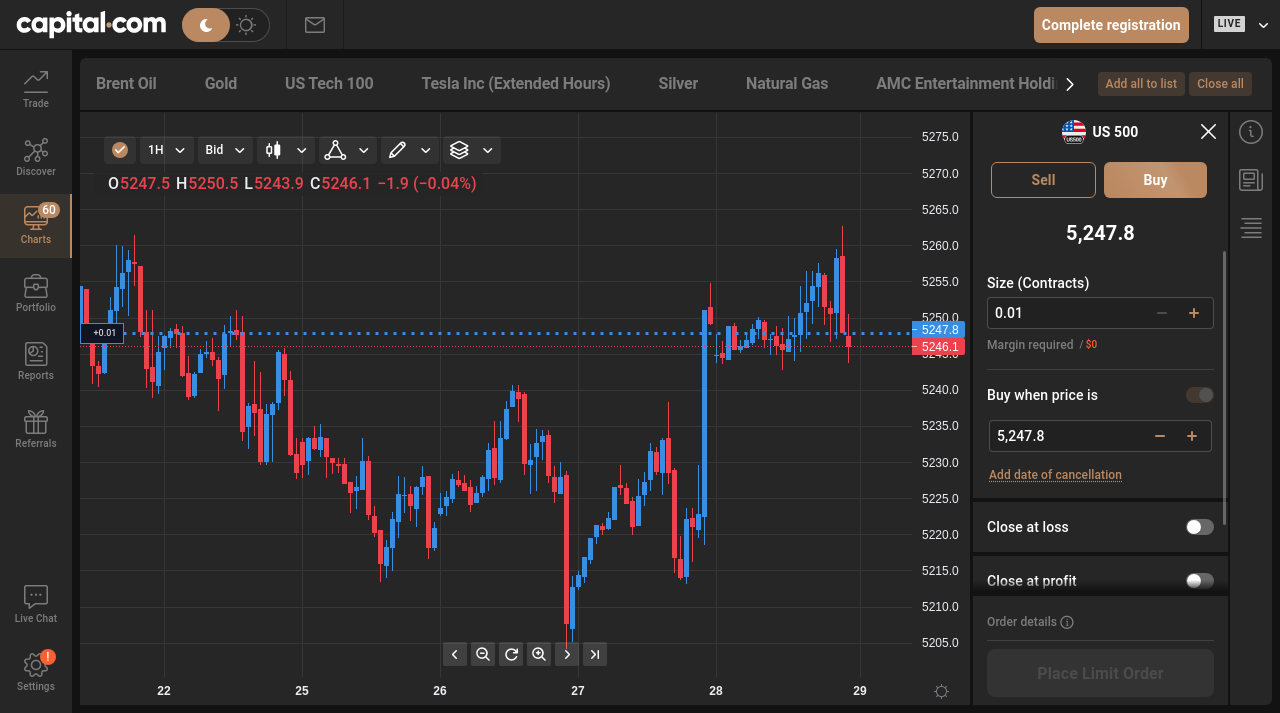 capital.com
Complete registration
LIVE
Trade
Discover
60
Charts
Portfolio
Reports
Referrals
Live Chat
!
Settings
Brent Oil Gold US Tech 100 Tesla Inc (Extended Hours) Silver Natural Gas AMC Entertainment Holdi
Add all to list Close all
1H Bid
O5247.5 H5250.5 L5243.9 C5246.1 −1.9 (−0.04%)
+0.01
5275.0
5270.0
5265.0
5260.0
5255.0
5250.0
5247.8
5246.1
5245.0
5240.0
5235.0
5230.0
5225.0
5220.0
5215.0
5210.0
5205.0
22 25 26 27 28 29
US500
US 500
Sell Buy
5,247.8
Size (Contracts)
0.01 − +
Margin required / $0
Buy when price is
5,247.8 − +
Add date of cancellation
Close at loss
Close at profit
Order details
Place Limit Order